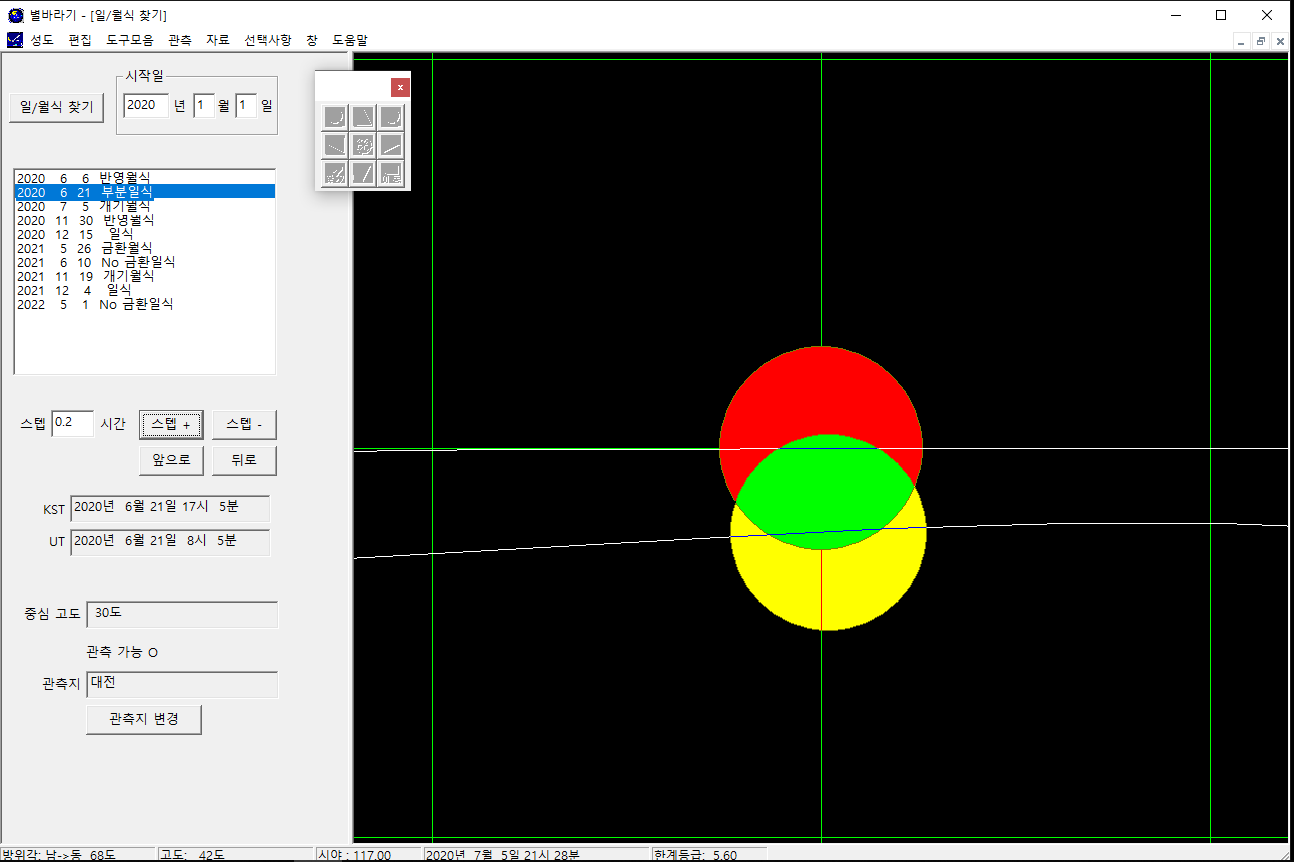 별바라기 - [일/월식 찾기]
성도 편집 도구모음 관측 자료 선택사항 창 도움말
시작일
일/월식 찾기
2020 년 1 월 1 일
2020 6 6 반영월식
2020 6 21 부분일식
2020 7 5 개기월식
2020 11 30 반영월식
2020 12 15 일식
2021 5 26 금환월식
2021 6 10 No 금환일식
2021 11 19 개기월식
2021 12 4 일식
2022 5 1 No 금환일식
스텝 0.2 시간 스텝 + 스텝 -
앞으로 뒤로
KST 2020년 6월 21일 17시 5분
UT 2020년 6월 21일 8시 5분
중심 고도 30도
관측 가능 O
관측지 대전
관측지 변경
방위각: 남->동 68도 고도: 42도 시야 : 117.00 2020년 7월 5일 21시 28분 한계등급: 5.60